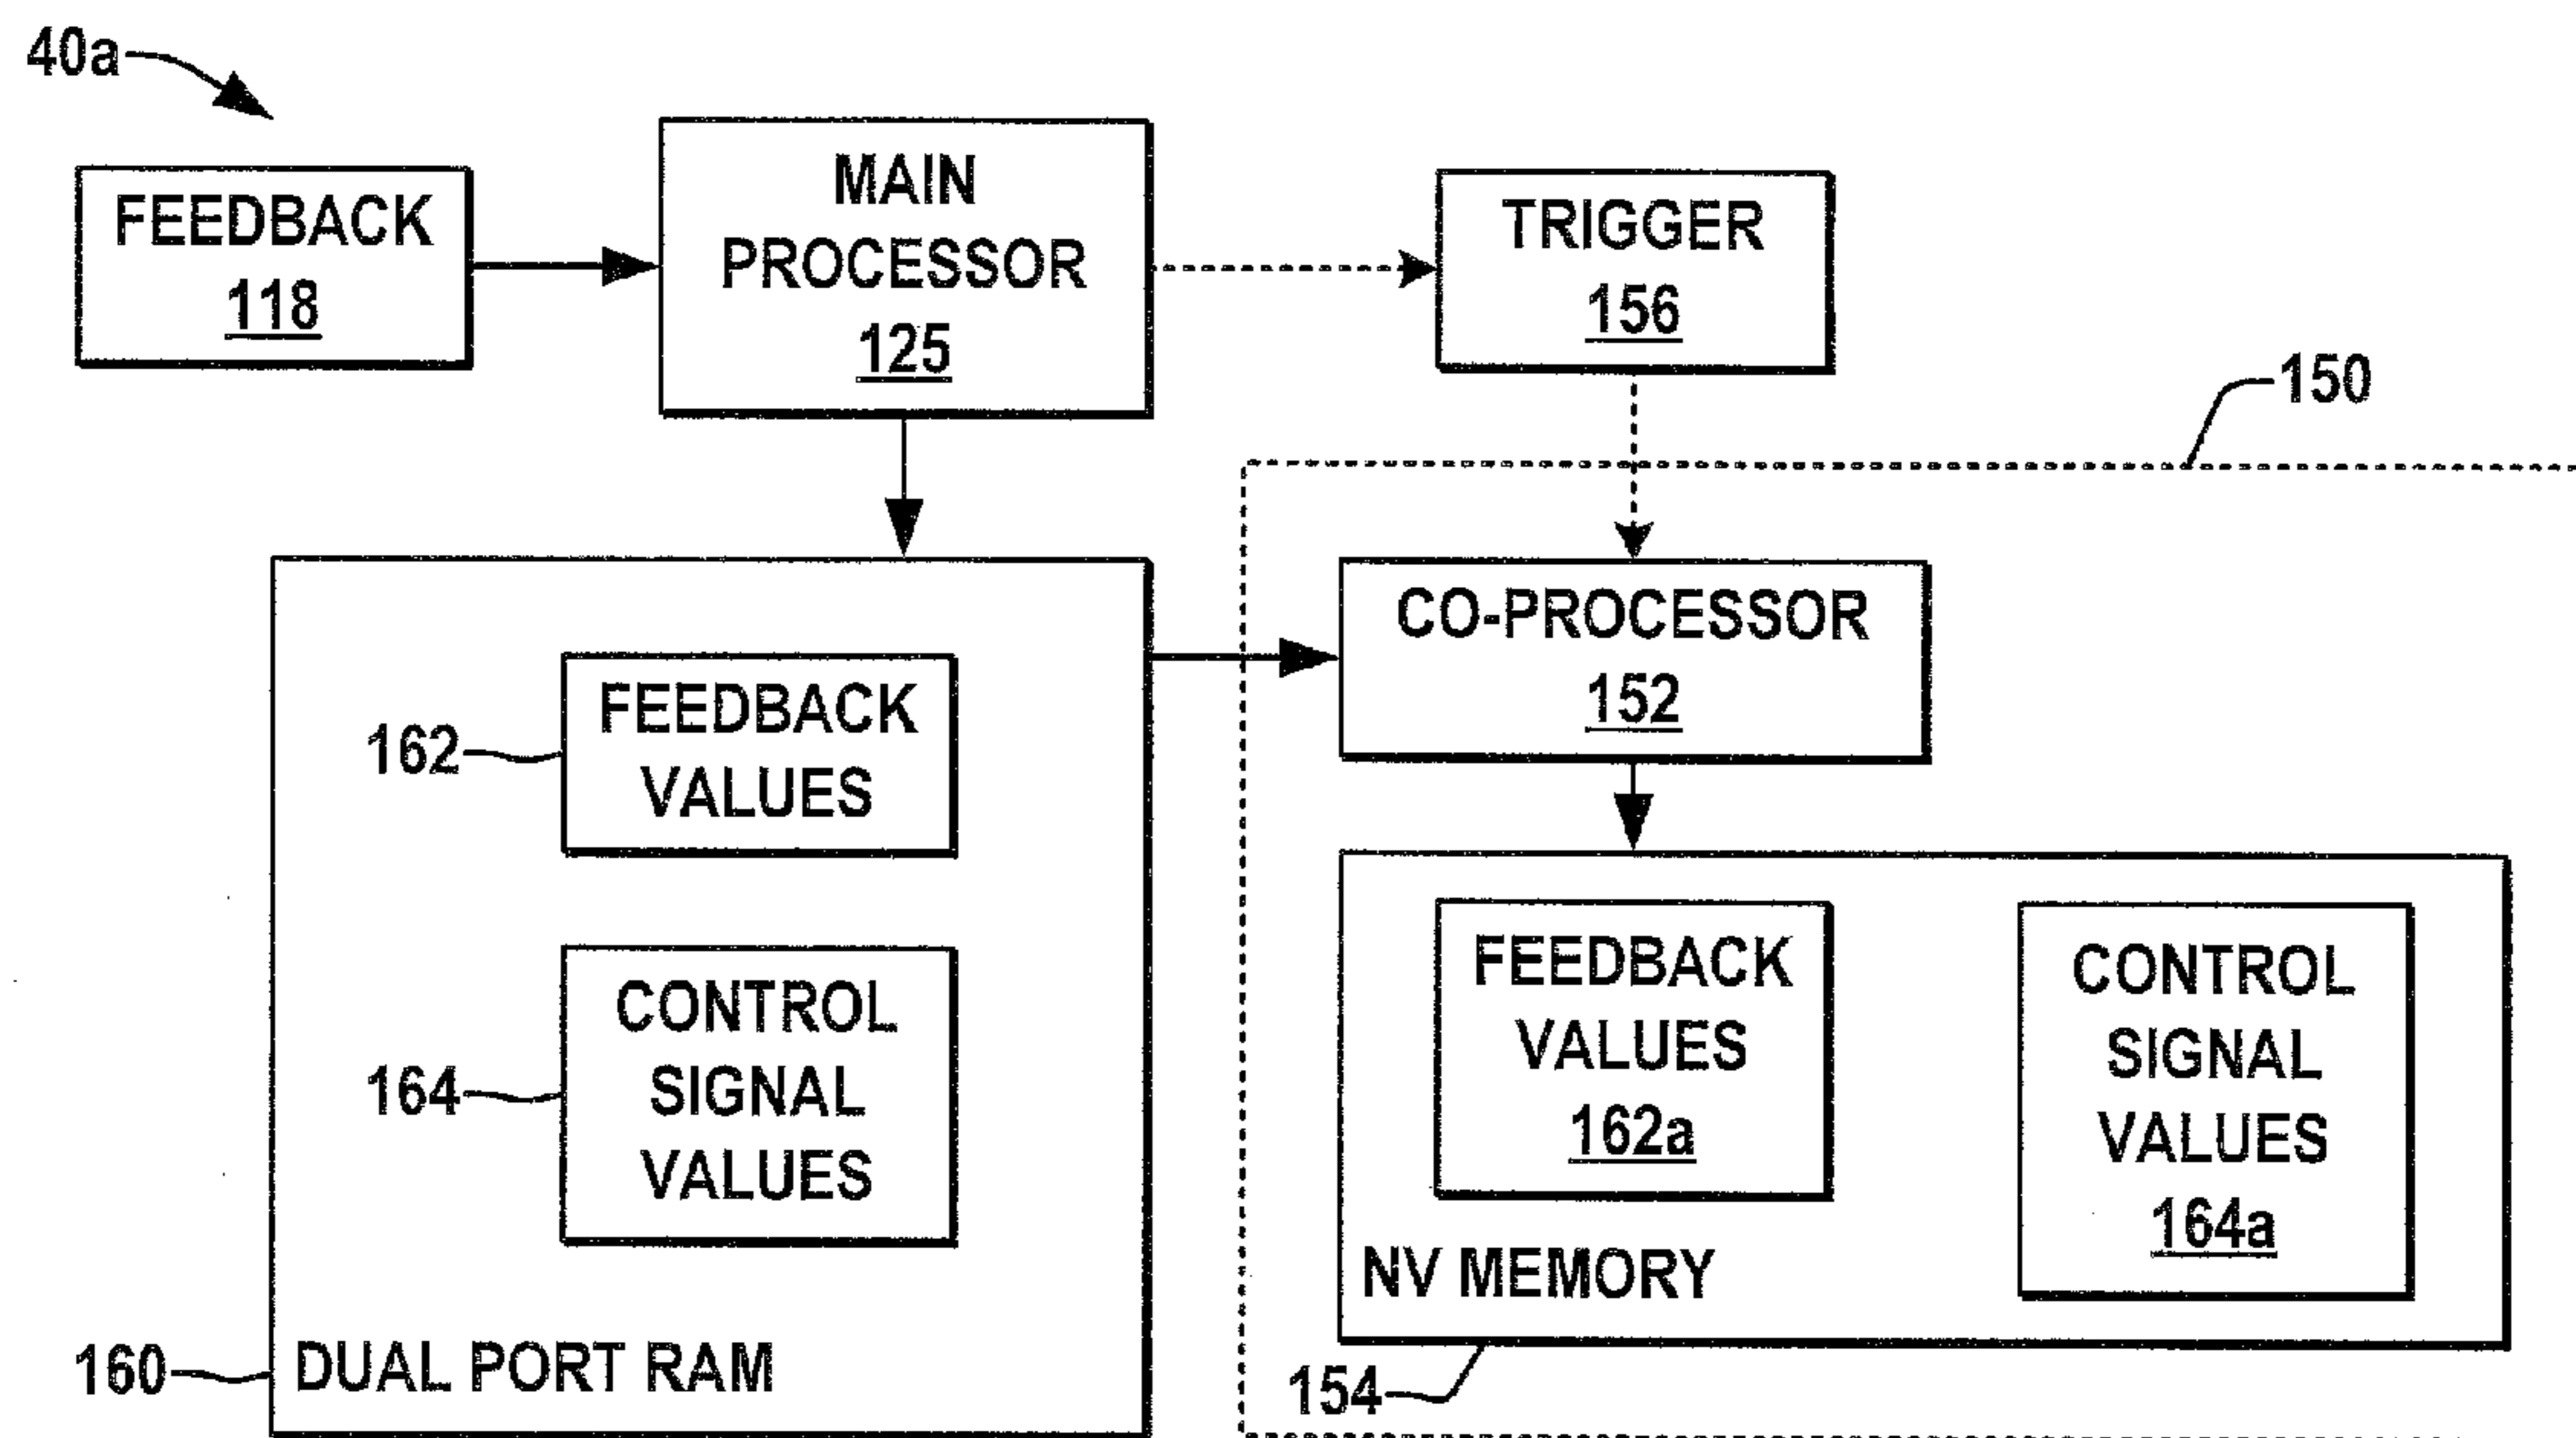 40a
FEEDBACK
118
MAIN
PROCESSOR
125
TRIGGER
156
150
FEEDBACK
VALUES
162
CONTROL
SIGNAL
VALUES
164
160
DUAL PORT RAM
CO-PROCESSOR
152
FEEDBACK
VALUES
162a
CONTROL
SIGNAL
VALUES
164a
NV MEMORY
154